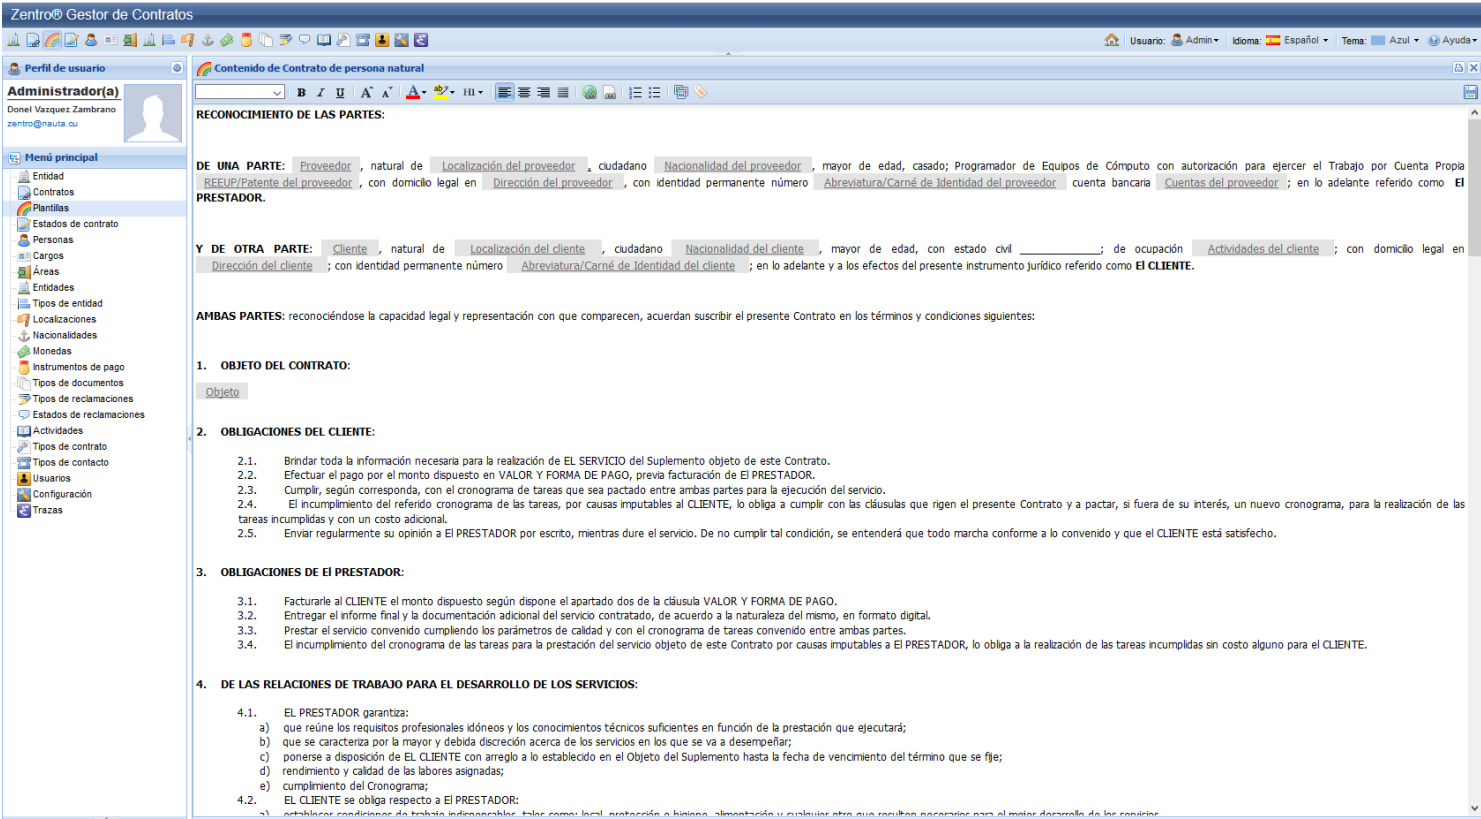 Zentro® Gestor de Contratos
Usuario: Admin Idioma: Español Tema: Azul Ayuda
Perfil de usuario
Administrador(a)
Donel Vazquez Zambrano
zentro@nauta.cu
Menú principal
Entidad
Contratos
Plantillas
Estados de contrato
Personas
Cargos
Áreas
Entidades
Tipos de entidad
Localizaciones
Nacionalidades
Monedas
Instrumentos de pago
Tipos de documentos
Tipos de reclamaciones
Estados de reclamaciones
Actividades
Tipos de contrato
Tipos de contacto
Usuarios
Configuración
Trazas
Contenido de Contrato de persona natural
B I U A A A ab H1
RECONOCIMIENTO DE LAS PARTES:
DE UNA PARTE: Proveedor , natural de Localización del proveedor , ciudadano Nacionalidad del proveedor , mayor de edad, casado; Programador de Equipos de Cómputo con autorización para ejercer el Trabajo por Cuenta Propia
REEUP/Patente del proveedor , con domicilio legal en Dirección del proveedor , con identidad permanente número Abreviatura/Carné de Identidad del proveedor cuenta bancaria Cuentas del proveedor ; en lo adelante referido como El
PRESTADOR.
Y DE OTRA PARTE: Cliente , natural de Localización del cliente , ciudadano Nacionalidad del cliente , mayor de edad, con estado civil ____________; de ocupación Actividades del cliente ; con domicilio legal en
Dirección del cliente ; con identidad permanente número Abreviatura/Carné de Identidad del cliente ; en lo adelante y a los efectos del presente instrumento jurídico referido como El CLIENTE.
AMBAS PARTES: reconociéndose la capacidad legal y representación con que comparecen, acuerdan suscribir el presente Contrato en los términos y condiciones siguientes:
1. OBJETO DEL CONTRATO:
Objeto
2. OBLIGACIONES DEL CLIENTE:
2.1. Brindar toda la información necesaria para la realización de EL SERVICIO del Suplemento objeto de este Contrato.
2.2. Efectuar el pago por el monto dispuesto en VALOR Y FORMA DE PAGO, previa facturación de El PRESTADOR.
2.3. Cumplir, según corresponda, con el cronograma de tareas que sea pactado entre ambas partes para la ejecución del servicio.
2.4. El incumplimiento del referido cronograma de las tareas, por causas imputables al CLIENTE, lo obliga a cumplir con las cláusulas que rigen el presente Contrato y a pactar, si fuera de su interés, un nuevo cronograma, para la realización de las
tareas incumplidas y con un costo adicional.
2.5. Enviar regularmente su opinión a El PRESTADOR por escrito, mientras dure el servicio. De no cumplir tal condición, se entenderá que todo marcha conforme a lo convenido y que el CLIENTE está satisfecho.
3. OBLIGACIONES DE El PRESTADOR:
3.1. Facturarle al CLIENTE el monto dispuesto según dispone el apartado dos de la cláusula VALOR Y FORMA DE PAGO.
3.2. Entregar el informe final y la documentación adicional del servicio contratado, de acuerdo a la naturaleza del mismo, en formato digital.
3.3. Prestar el servicio convenido cumpliendo los parámetros de calidad y con el cronograma de tareas convenido entre ambas partes.
3.4. El incumplimiento del cronograma de las tareas para la prestación del servicio objeto de este Contrato por causas imputables a El PRESTADOR, lo obliga a la realización de las tareas incumplidas sin costo alguno para el CLIENTE.
4. DE LAS RELACIONES DE TRABAJO PARA EL DESARROLLO DE LOS SERVICIOS:
4.1. EL PRESTADOR garantiza:
a) que reúne los requisitos profesionales idóneos y los conocimientos técnicos suficientes en función de la prestación que ejecutará;
b) que se caracteriza por la mayor y debida discreción acerca de los servicios en los que se va a desempeñar;
c) ponerse a disposición de EL CLIENTE con arreglo a lo establecido en el Objeto del Suplemento hasta la fecha de vencimiento del término que se fije;
d) rendimiento y calidad de las labores asignadas;
e) cumplimiento del Cronograma;
4.2. EL CLIENTE se obliga respecto a El PRESTADOR:
a) establecer condiciones de trabajo indispensables, tales como: local, protección e higiene, alimentación y cualquier otro que resulten necesarios para el mejor desarrollo de los servicios.